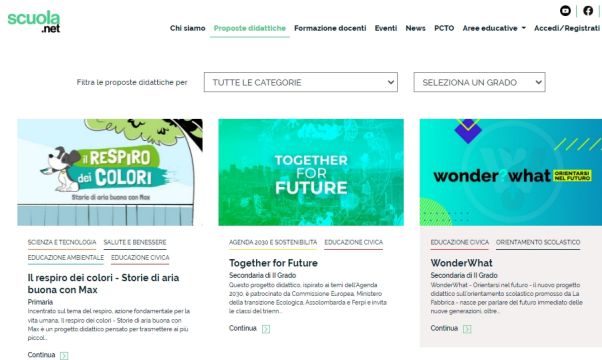 scuola
.net
Chi siamo Proposte didattiche Formazione docenti Eventi News PCTO Aree educative Accedi/Registrati
Filtra le proposte didattiche per TUTTE LE CATEGORIE SELEZIONA UN GRADO
IL RESPIRO
dei COLORI
Storie di aria buona con Max
SCIENZA E TECNOLOGIA SALUTE E BENESSERE
EDUCAZIONE AMBIENTALE EDUCAZIONE CIVICA
Il respiro dei colori - Storie di aria
buona con Max
Primaria
Incentrato sul tema del respiro, azione fondamentale per la
vita umana, Il respiro dei colori - Storie di aria buona con
Max è un progetto didattico pensato per trasmettere ai più
piccol...
Continua
TOGETHER
FOR
FUTURE
AGENDA 2030 E SOSTENIBILITÀ EDUCAZIONE CIVICA
Together for Future
Secondaria di II Grado
Questo progetto didattico, ispirato ai temi dell'Agenda
2030, è patrocinato da Commissione Europea, Ministero
della transizione Ecologica, Assolombarda e Ferpi e invita
le classi del trienn...
Continua
wonder what ORIENTARSI
NEL FUTURO
EDUCAZIONE CIVICA ORIENTAMENTO SCOLASTICO
WonderWhat
Secondaria di II Grado
WonderWhat - Orientarsi nel futuro - il nuovo progetto
didattico sull'orientamento scolastico promosso da La
Fabbrica - nasce per parlare del futuro immediato delle
nuove generazioni, oltre...
Continua